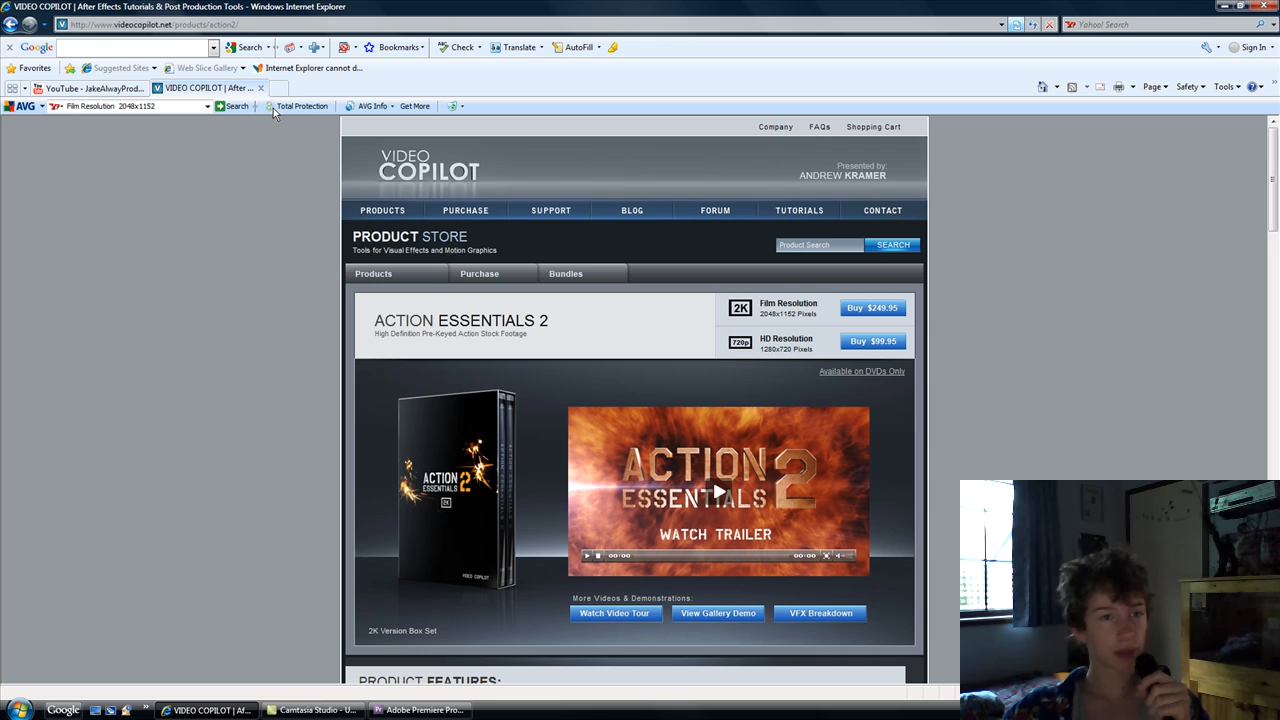 VIDEO COPILOT | After Effects Tutorials & Post Production Tools - Windows Internet Explorer
http://www.videocopilot.net/products/action2/
Yahoo! Search
Google Search Bookmarks Check Translate AutoFill Sign In
Favorites Suggested Sites Web Slice Gallery Internet Explorer cannot d...
YouTube - JakeAlwayProd... VIDEO COPILOT | After ... Page Safety Tools
AVG Film Resolution 2048x1152 Search Total Protection AVG Info Get More
Company FAQs Shopping Cart
VIDEO
COPILOT
Presented by:
ANDREW KRAMER
PRODUCTS PURCHASE SUPPORT BLOG FORUM TUTORIALS CONTACT
PRODUCT STORE
Tools for Visual Effects and Motion Graphics
Product Search SEARCH
Products Purchase Bundles
ACTION ESSENTIALS 2
High Definition Pre-Keyed Action Stock Footage
2K Film Resolution Buy $249.95
2048x1152 Pixels
720p HD Resolution Buy $99.95
1280x720 Pixels
Available on DVDs Only
ACTION
ESSENTIALS 2
2K
VIDEO COPILOT
ACTION 2
ESSENTIALS
WATCH TRAILER
00:00 00:00
More Videos & Demonstrations:
Watch Video Tour View Gallery Demo VFX Breakdown
2K Version Box Set
PRODUCT FEATURES:
Google VIDEO COPILOT | Af... Camtasia Studio - U... Adobe Premiere Pro...